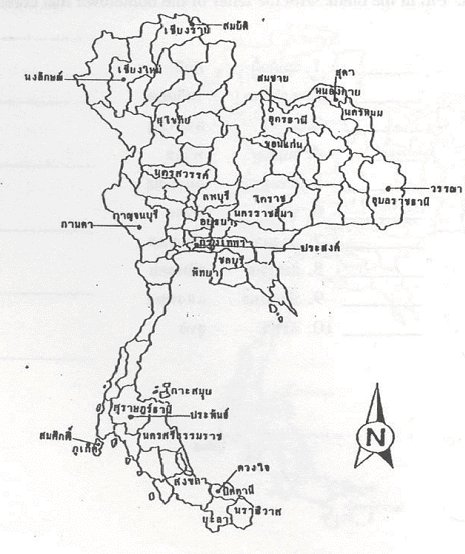 สมบัติ
เชียงราย
นงลักษณ์
เชียงใหม่
สมชาย
สุดา
หนองคาย
สุโขทัย
อุดรธานี
นครพนม
ขอนแก่น
นครสวรรค์
วรรณา
ลพบุรี
โคราช
กาญจนบุรี
นครราชสีมา
อุบลราชธานี
กานดา
อยุธยา
กรุงเทพฯ
ประสงค์
ชลบุรี
พัทยา
เกาะสมุย
สุราษฎร์ธานี
ประพันธ์
สมศักดิ์
ภูเก็ต
นครศรีธรรมราช
ดวงใจ
สงขลา
ปัตตานี
ยะลา
นราธิวาส
N
8.
9.
10.